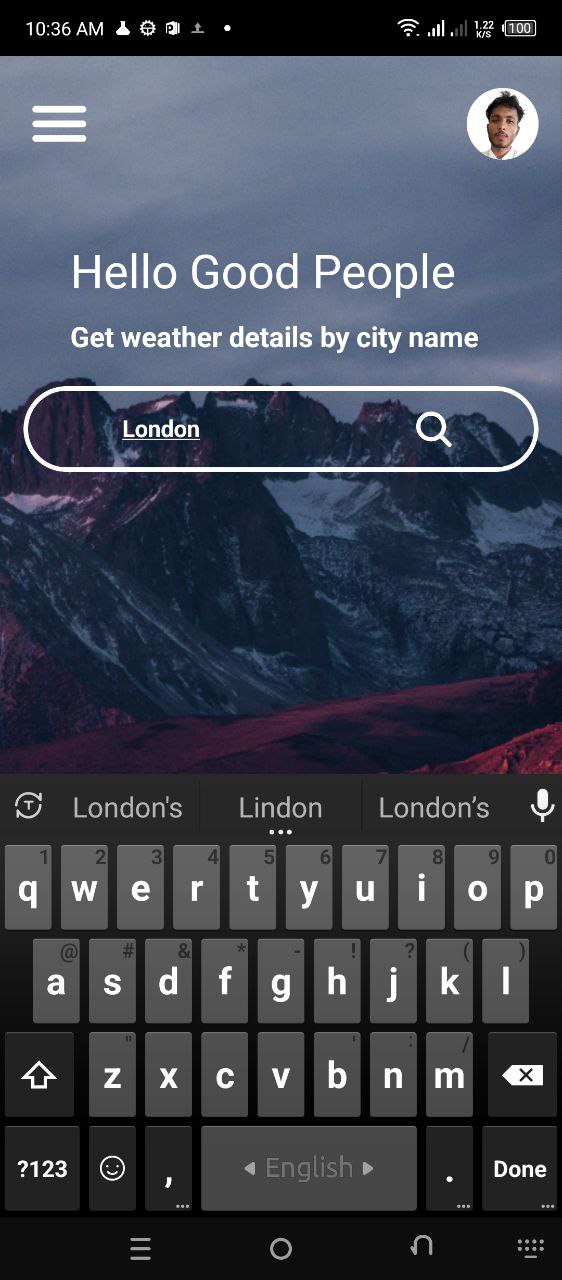 10:36 AM 1.22 K/S 100
Hello Good People
Get weather details by city name
London
London's Lindon London’s
1 2 3 4 5 6 7 8 9 0
q w e r t y u i o p
@ # & * - ! ? ( )
a s d f g h j k l
" ' : /
z x c v b n m
?123 , English . Done